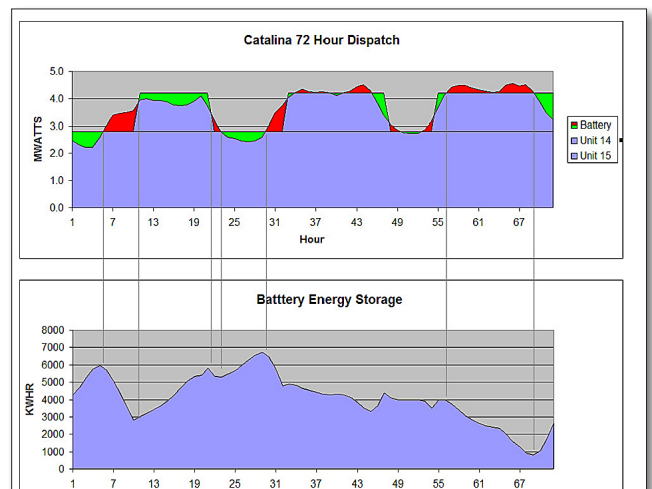 Catalina 72 Hour Dispatch
5.0
4.0
3.0
2.0
1.0
0.0
MWATTS
1 7 13 19 25 31 37 43 49 55 61 67
Hour
Battery
Unit 14
Unit 15
Batttery Energy Storage
8000
7000
6000
5000
4000
3000
2000
1000
0
KWHR
1 7 13 19 25 31 37 43 49 55 61 67